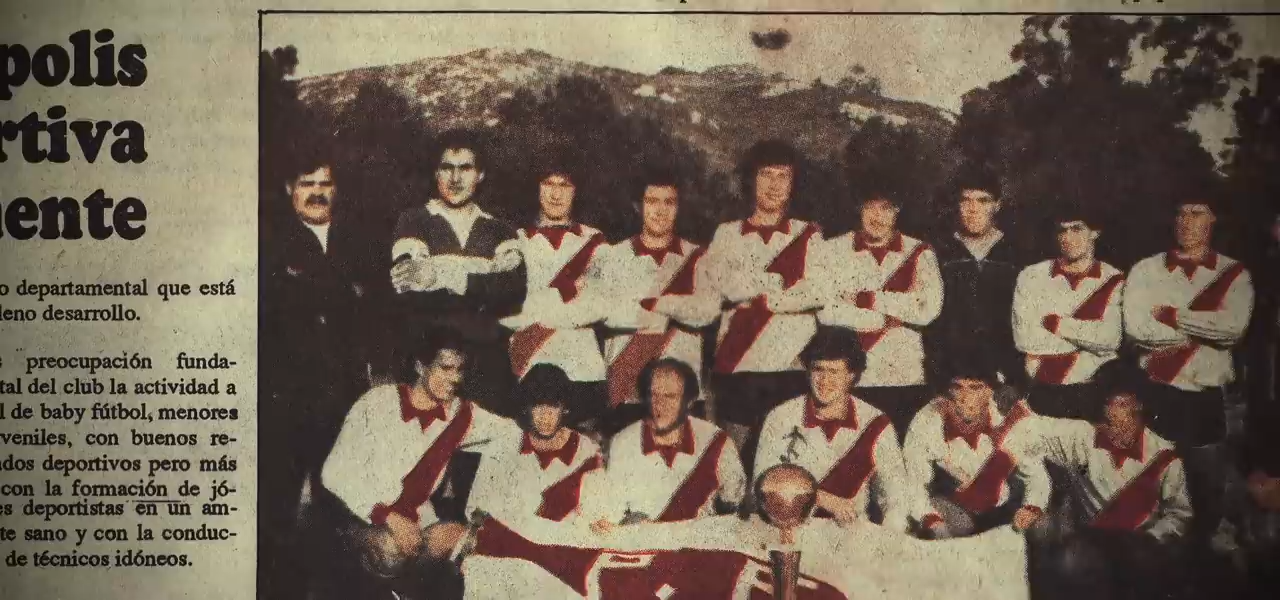 polis
rtiva
ente
o departamental que está
leno desarrollo.
preocupación funda-
tal del club la actividad a
l de baby fútbol, menores
veniles, con buenos re-
ados deportivos pero más
con la formación de jó-
es deportistas en un am-
te sano y con la conduc-
de técnicos idóneos.